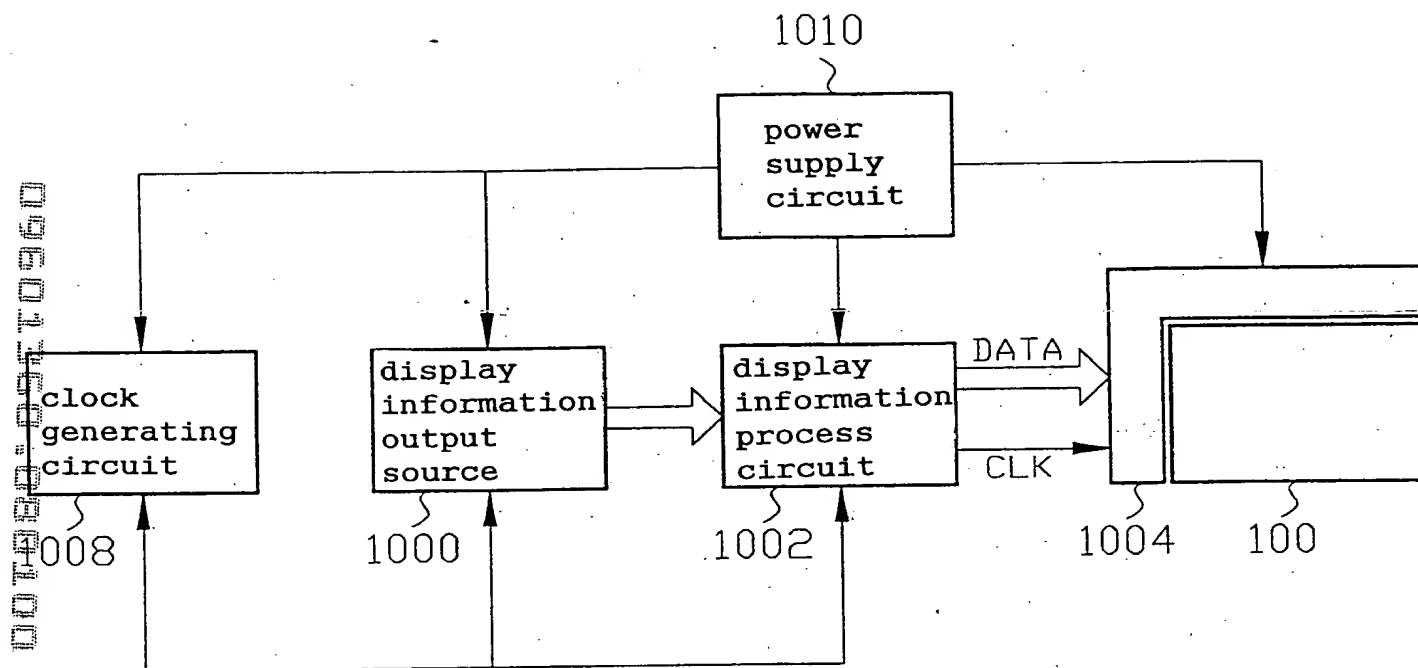 1010
power
supply
circuit
clock
generating
circuit
display
information
output
source
display
information
process
circuit
DATA
CLK
1008
1000
1002
1004
100